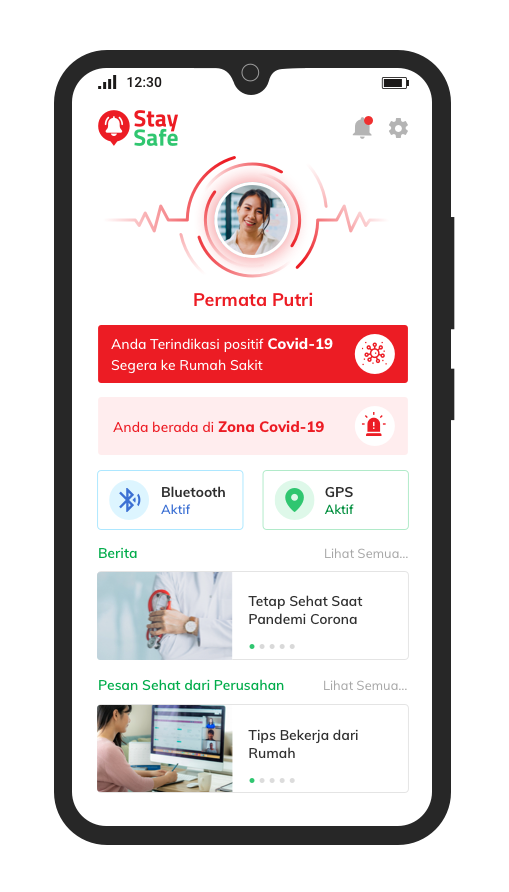 12:30
Stay
Safe
Permata Putri
Anda Terindikasi positif Covid-19
Segera ke Rumah Sakit
Anda berada di Zona Covid-19
Bluetooth
Aktif
GPS
Aktif
Berita
Lihat Semua...
Tetap Sehat Saat
Pandemi Corona
Pesan Sehat dari Perusahan
Lihat Semua...
Tips Bekerja dari
Rumah